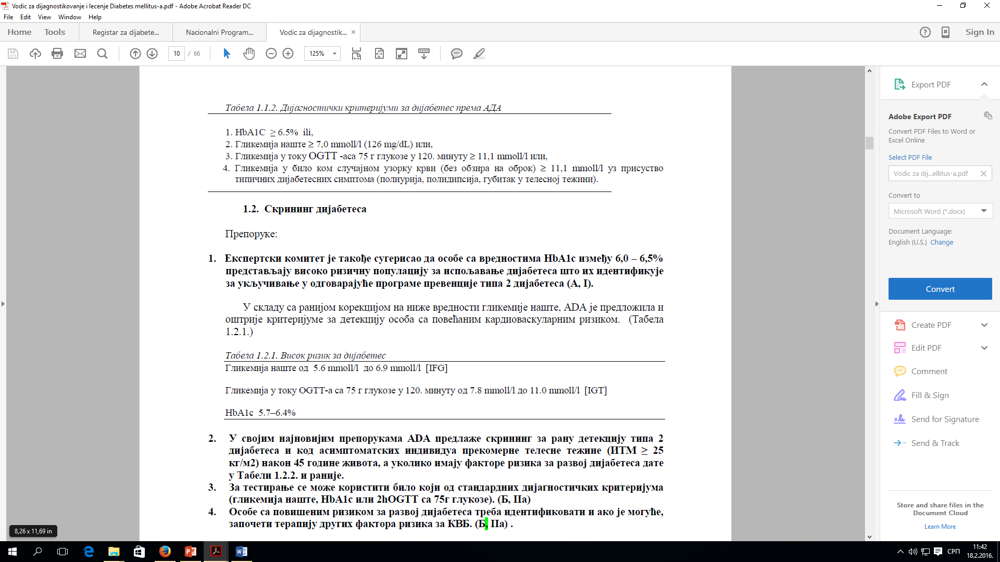 Vodic za dijagnostikovanje i lecenje Diabetes mellitus-a.pdf - Adobe Acrobat Reader DC
File Edit View Window Help
Home Tools Registar za dijabete... Nacionalni Program... Vodic za dijagnostik... Sign In
10 / 66 125%
Табела 1.1.2. Дијагностички критеријуми за дијабетес према АДА
1. HbA1C ≥ 6.5% ili,
2. Гликемија наште ≥ 7,0 mmoll/l (126 mg/dL) или,
3. Гликемија у току OGTT -аса 75 г глукозе у 120. минуту ≥ 11,1 mmoll/l или,
4. Гликемија у било ком случајном узорку крви (без обзира на оброк) ≥ 11,1 mmoll/l уз присуство
типичних дијабетесних симптома (полиурија, полидипсија, губитак у телесној тежини).
1.2. Скрининг дијабетеса
Препоруке:
1. Експертски комитет је такође сугерисао да особе са вредностима HbA1c између 6,0 – 6,5%
представљају високо ризичну популацију за испољавање дијабетеса што их идентификује
за укључивање у одговарајуће програме превенције типа 2 дијабетеса (А, I).
У складу са ранијом корекцијом на ниже вредности гликемије наште, ADA је предложила и
оштрије критеријуме за детекцију особа са повећаним кардиоваскуларним ризиком. (Табела
1.2.1.)
Табела 1.2.1. Висок ризик за дијабетес
Гликемија наште од 5.6 mmoll/l до 6.9 mmoll/l [IFG]
Гликемија у току OGTT-а са 75 г глукозе у 120. минуту од 7.8 mmoll/l до 11.0 mmoll/l [IGT]
HbA1c 5.7–6.4%
2. У својим најновијим препорукама ADA предлаже скрининг за рану детекцију типа 2
дијабетеса и код асимптоматских индивидуа прекомерне телесне тежине (ИТМ ≥ 25
кг/м2) након 45 године живота, а уколико имају факторе ризика за развој дијабетеса дате
у Табели 1.2.2. и раније.
3. За тестирање се може користити било који од стандардних дијагностичких критеријума
(гликемија наште, HbA1c или 2hOGTT са 75г глукозе). (Б, IIа)
4. Особе са повишеним ризиком за развој дијабетеса треба идентификовати и ако је могуће,
започети терапију других фактора ризика за КВБ. (Б, IIа) .
8,26 x 11,69 in
Export PDF
Adobe Export PDF
Convert PDF Files to Word or
Excel Online
Select PDF File
Vodic za dij...ellitus-a.pdf
Convert to
Microsoft Word (*.docx)
Document Language:
English (U.S.) Change
Convert
Create PDF
Edit PDF
Comment
Fill & Sign
Send for Signature
Send & Track
Store and share files in the
Document Cloud
Learn More
СРП
11:42
18.2.2016.